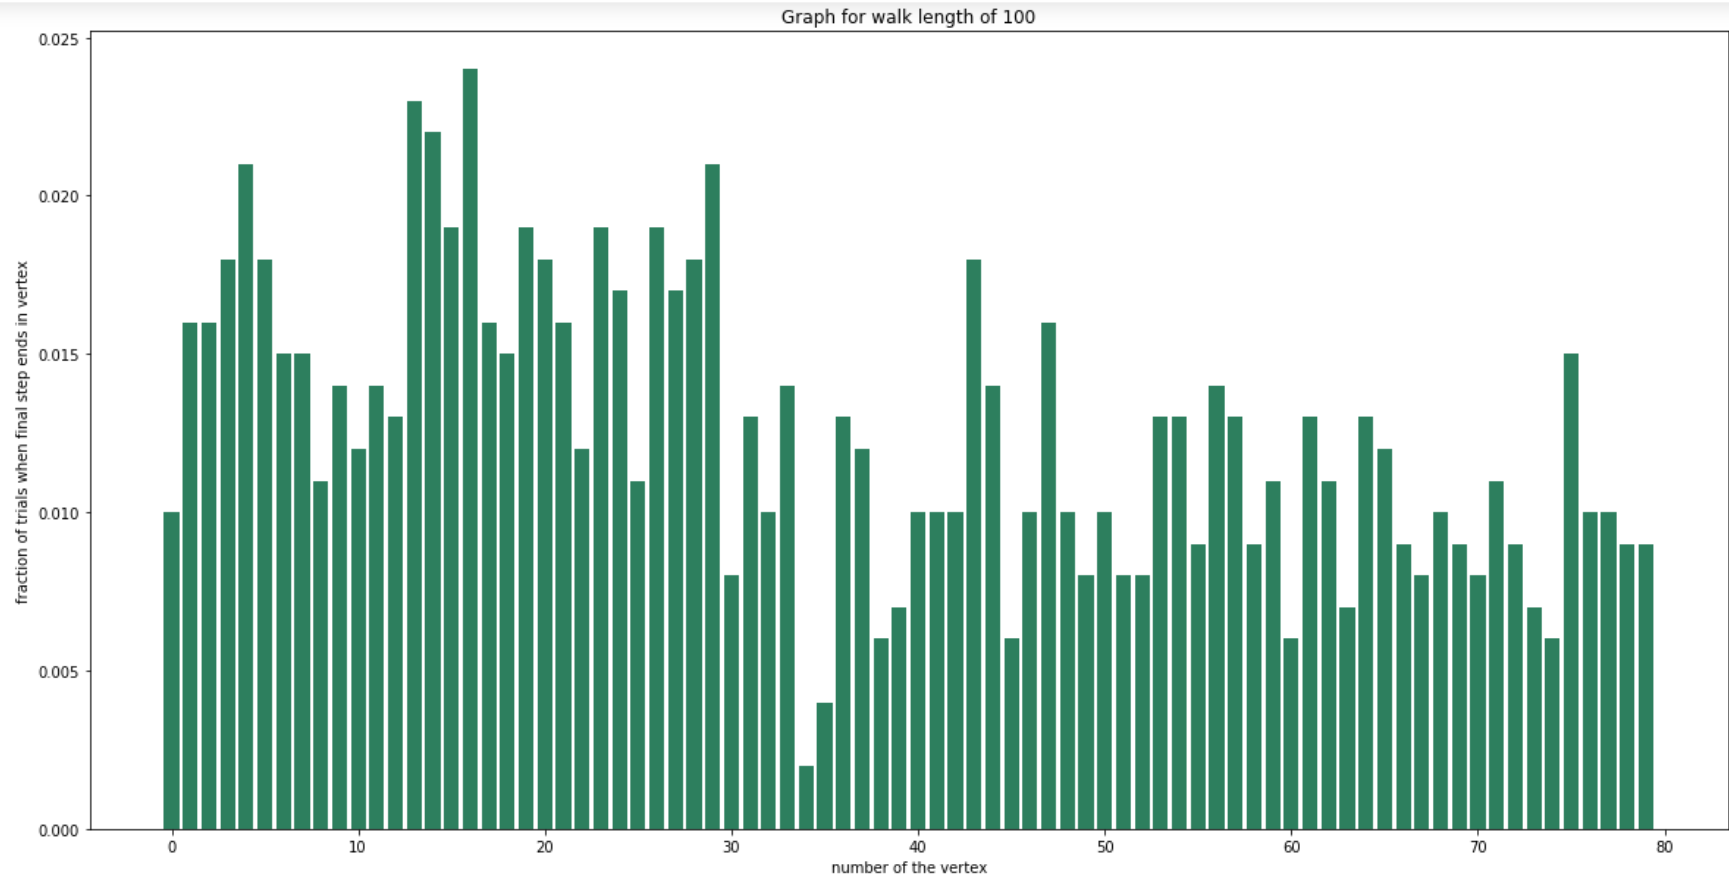 Graph for walk length of 100
0.025
0.020
0.015
0.010
0.005
0.000
fraction of trials when final step ends in vertex
0 10 20 30 40 50 60 70 80
number of the vertex